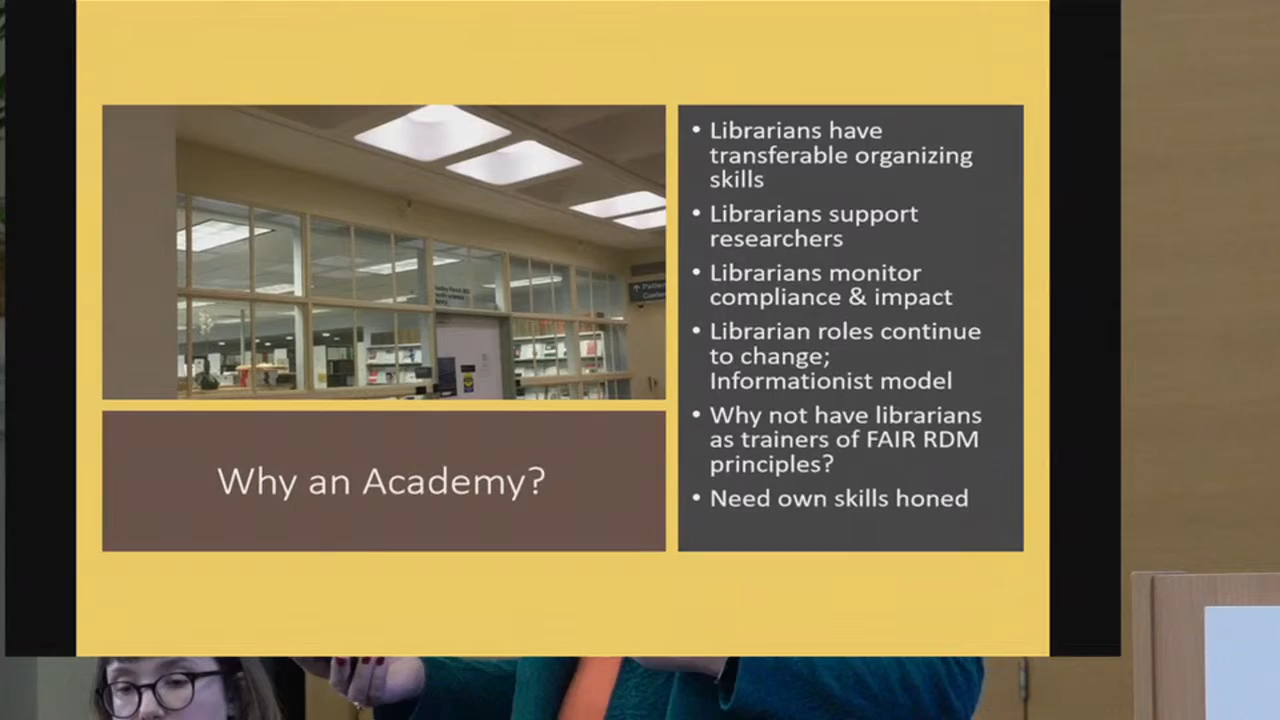 Why an Academy?
• Librarians have
transferable organizing
skills
• Librarians support
researchers
• Librarians monitor
compliance & impact
• Librarian roles continue
to change;
Informationist model
• Why not have librarians
as trainers of FAIR RDM
principles?
• Need own skills honed